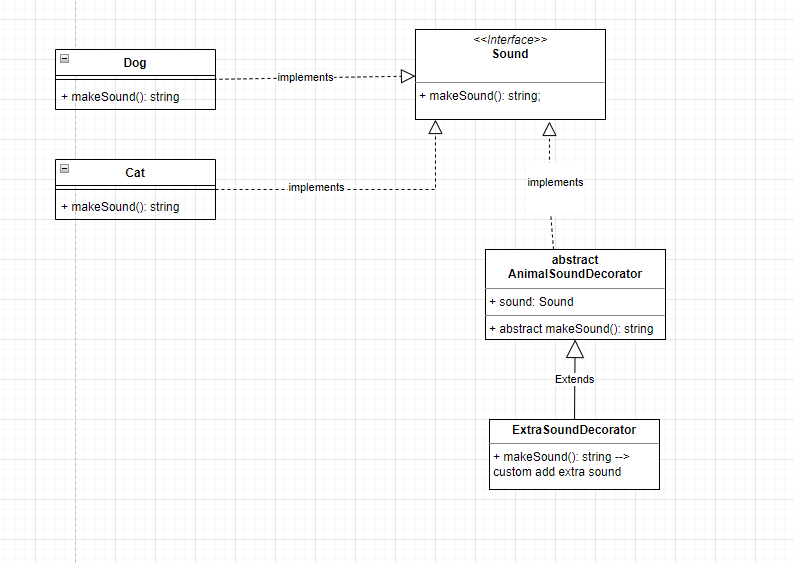 <<Interface>>
Sound
+ makeSound(): string;
Dog
+ makeSound(): string
implements
Cat
+ makeSound(): string
implements
implements
abstract
AnimalSoundDecorator
+ sound: Sound
+ abstract makeSound(): string
Extends
ExtraSoundDecorator
+ makeSound(): string -->
custom add extra sound